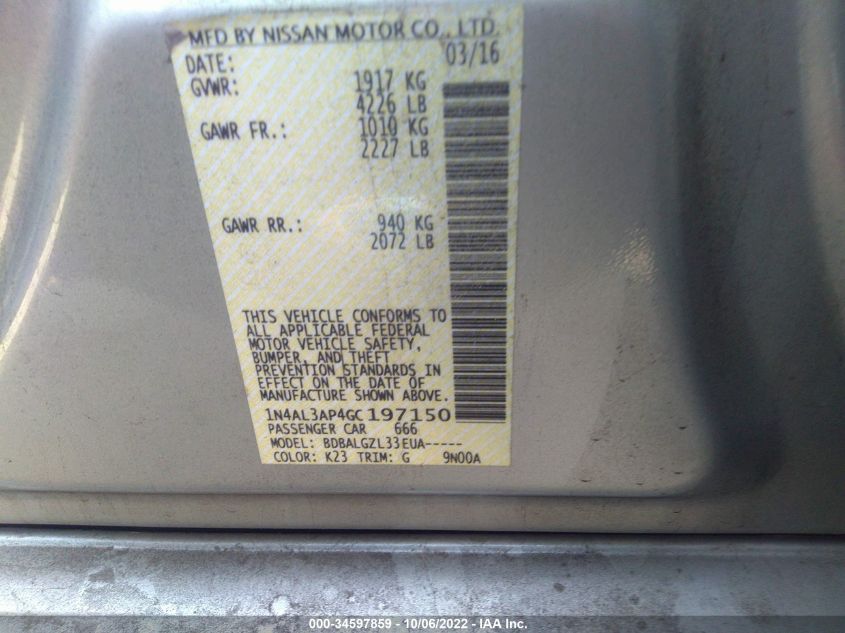 MFD BY NISSAN MOTOR CO., LTD.
DATE: 03/16
GVWR: 1917 KG
4226 LB
GAWR FR.: 1010 KG
2227 LB
GAWR RR.: 940 KG
2072 LB
THIS VEHICLE CONFORMS TO
ALL APPLICABLE FEDERAL
MOTOR VEHICLE SAFETY,
BUMPER, AND THEFT
PREVENTION STANDARDS IN
EFFECT ON THE DATE OF
MANUFACTURE SHOWN ABOVE.
1N4AL3AP4GC197150
PASSENGER CAR 666
MODEL: BDBALGZL33EUA-----
COLOR: K23 TRIM: G 9N00A
000-34597859 - 10/06/2022 - IAA Inc.